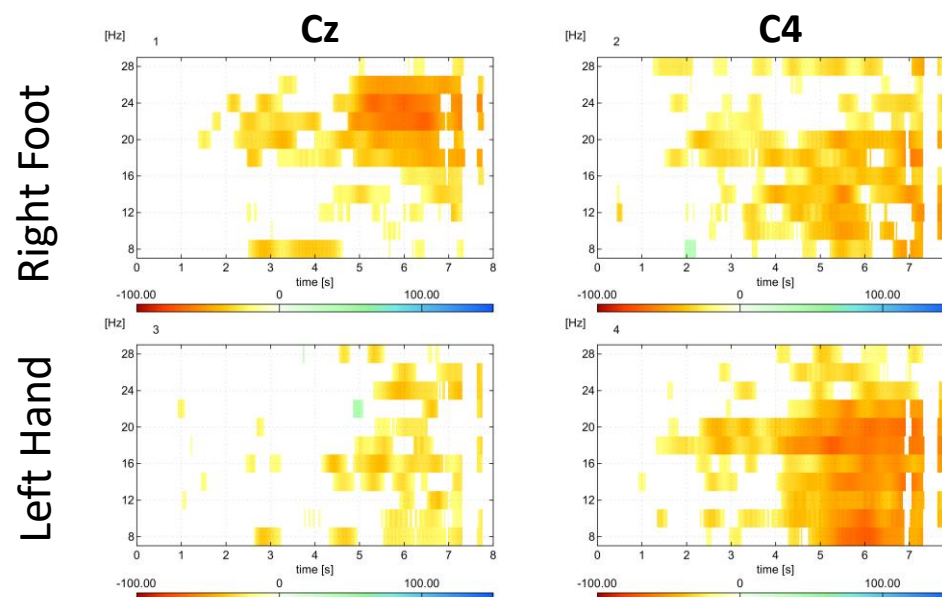 Cz
C4
Right Foot
Left Hand
[Hz] 1
28
24
20
16
12
8
0 1 2 3 4 5 6 7 8
time [s]
-100.00 0 100.00
[Hz] 2
28
24
20
16
12
8
0 1 2 3 4 5 6 7
time [s]
-100.00 0 100.00
[Hz] 3
28
24
20
16
12
8
0 1 2 3 4 5 6 7 8
time [s]
-100.00 0 100.00
[Hz] 4
28
24
20
16
12
8
0 1 2 3 4 5 6 7
time [s]
-100.00 0 100.00